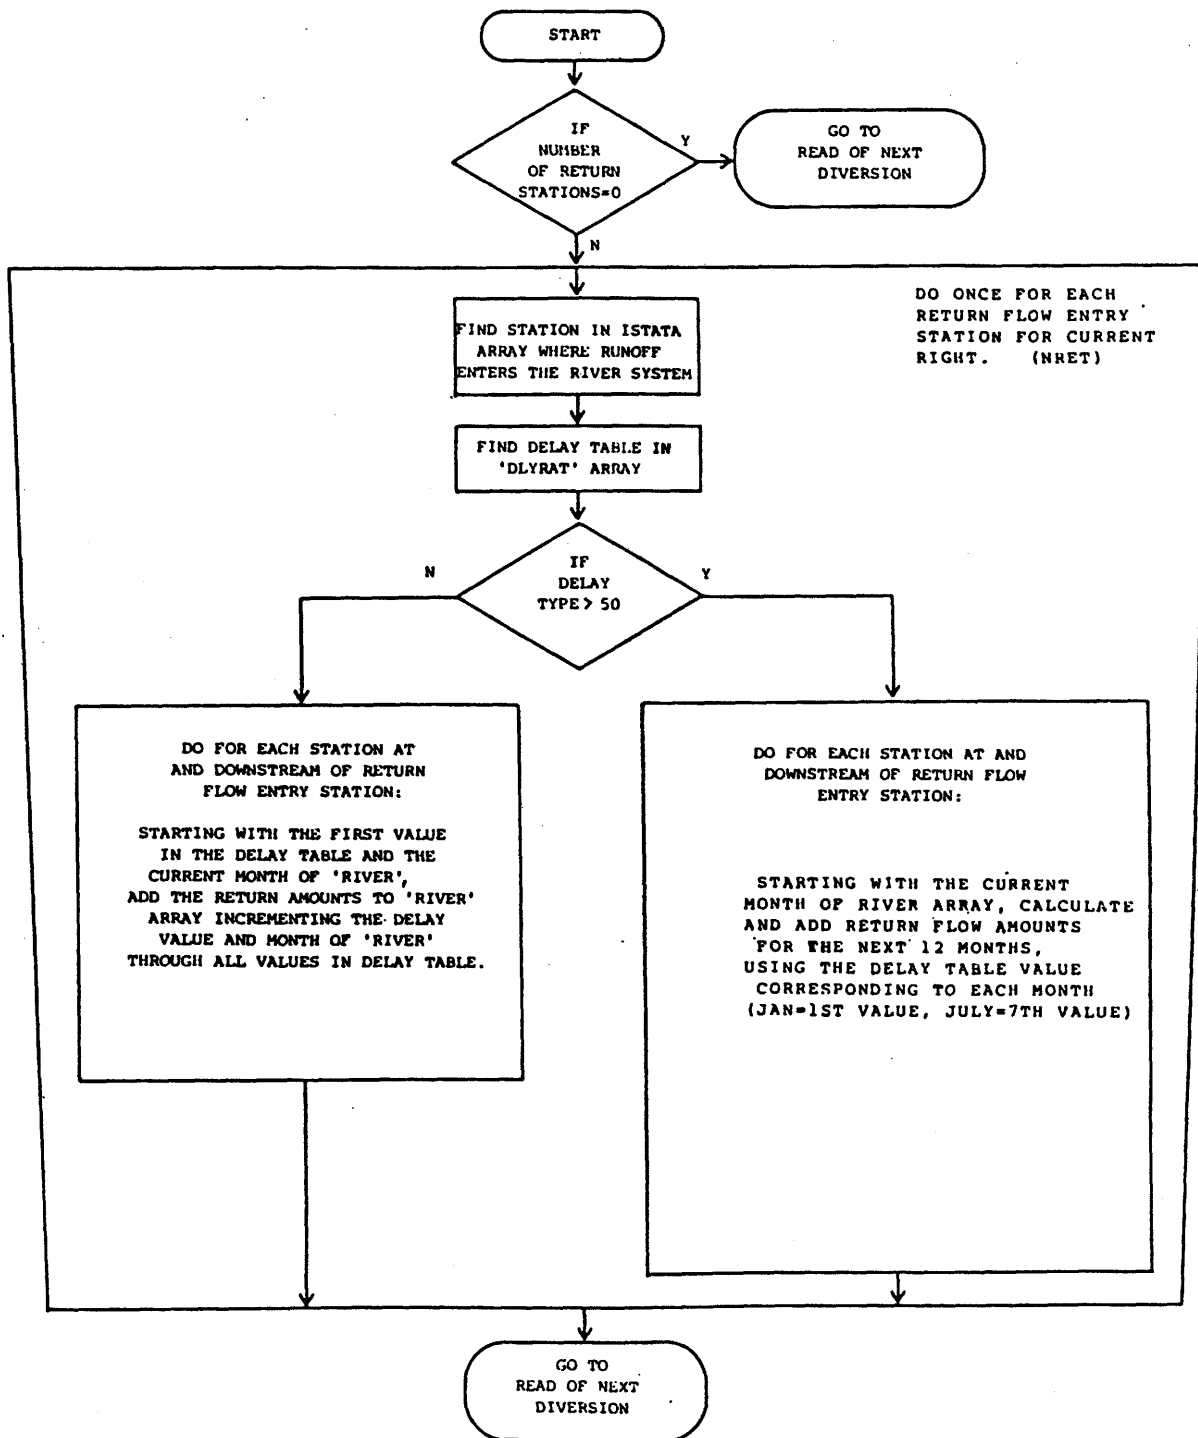 START
IF
NUMBER
OF RETURN
STATIONS=0
Y
GO TO
READ OF NEXT
DIVERSION
N
DO ONCE FOR EACH
RETURN FLOW ENTRY
STATION FOR CURRENT
RIGHT. (NRET)
FIND STATION IN ISTATA
ARRAY WHERE RUNOFF
ENTERS THE RIVER SYSTEM
FIND DELAY TABLE IN
'DLYRAT' ARRAY
IF
DELAY
TYPE > 50
N
Y
DO FOR EACH STATION AT
AND DOWNSTREAM OF RETURN
FLOW ENTRY STATION:
STARTING WITH THE FIRST VALUE
IN THE DELAY TABLE AND THE
CURRENT MONTH OF 'RIVER',
ADD THE RETURN AMOUNTS TO 'RIVER'
ARRAY INCREMENTING THE DELAY
VALUE AND MONTH OF 'RIVER'
THROUGH ALL VALUES IN DELAY TABLE.
DO FOR EACH STATION AT AND
DOWNSTREAM OF RETURN FLOW
ENTRY STATION:
STARTING WITH THE CURRENT
MONTH OF RIVER ARRAY, CALCULATE
AND ADD RETURN FLOW AMOUNTS
FOR THE NEXT 12 MONTHS,
USING THE DELAY TABLE VALUE
CORRESPONDING TO EACH MONTH
(JAN=1ST VALUE, JULY=7TH VALUE)
GO TO
READ OF NEXT
DIVERSION